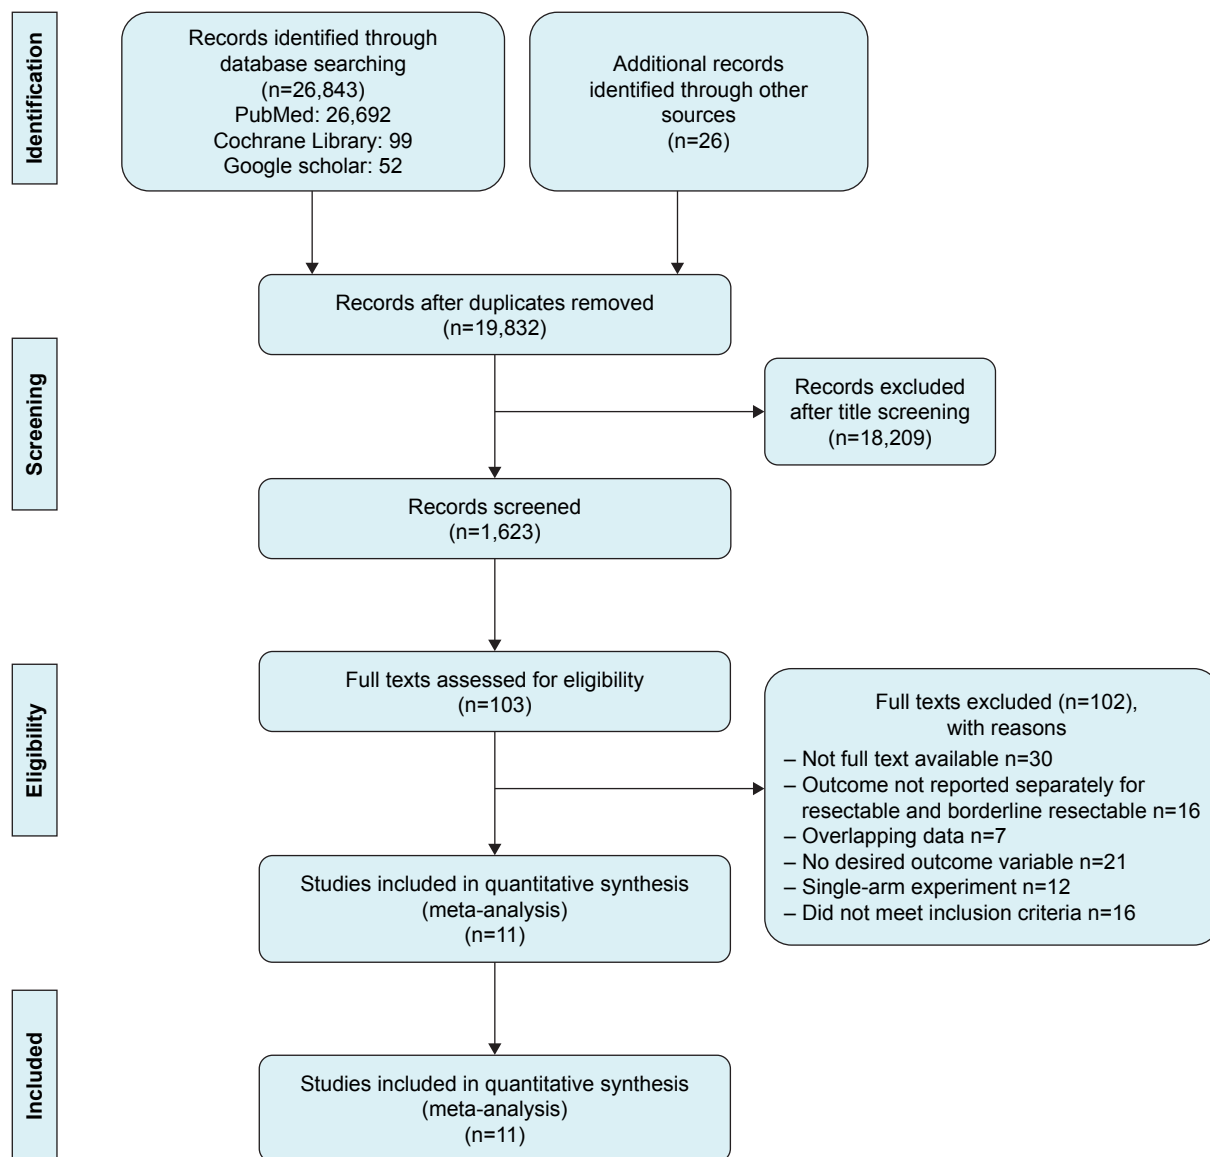 Identification
Records identified through
database searching
(n=26,843)
PubMed: 26,692
Cochrane Library: 99
Google scholar: 52
Additional records
identified through other
sources
(n=26)
Records after duplicates removed
(n=19,832)
Screening
Records excluded
after title screening
(n=18,209)
Records screened
(n=1,623)
Eligibility
Full texts assessed for eligibility
(n=103)
Full texts excluded (n=102),
with reasons
– Not full text available n=30
– Outcome not reported separately for
resectable and borderline resectable n=16
– Overlapping data n=7
– No desired outcome variable n=21
– Single-arm experiment n=12
– Did not meet inclusion criteria n=16
Studies included in quantitative synthesis
(meta-analysis)
(n=11)
Included
Studies included in quantitative synthesis
(meta-analysis)
(n=11)